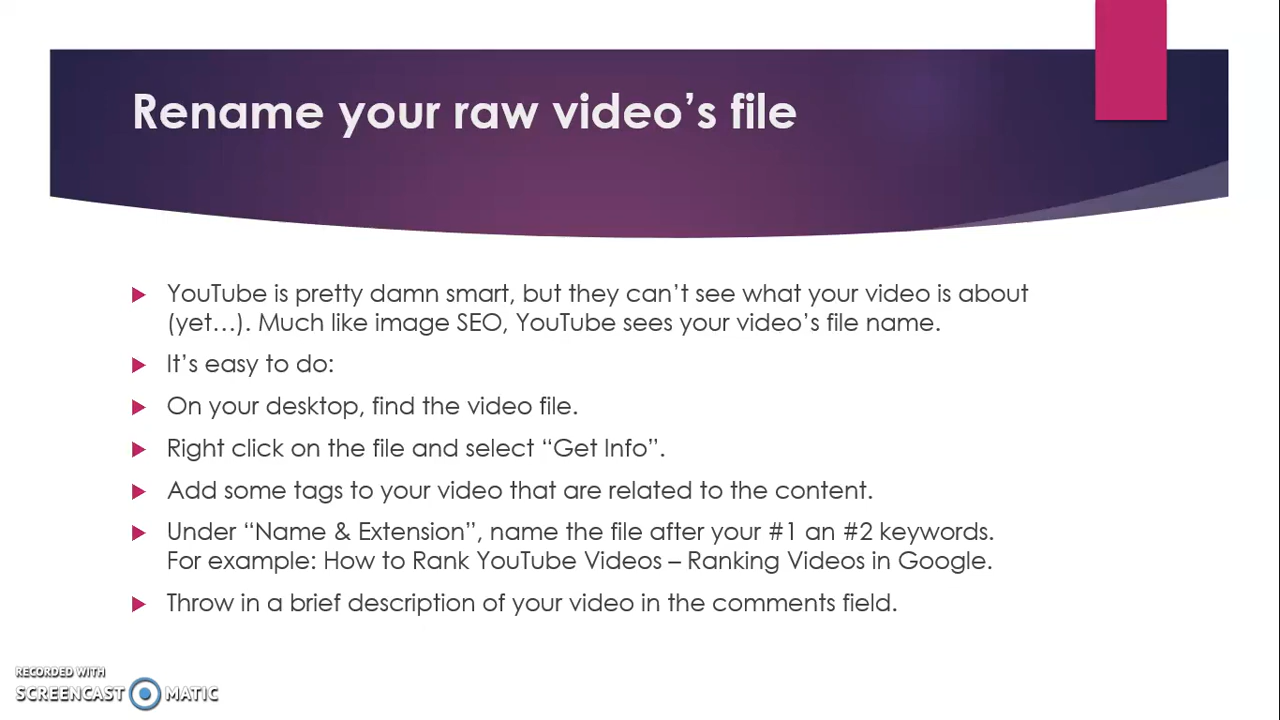 Rename your raw video’s file
YouTube is pretty damn smart, but they can’t see what your video is about
(yet…). Much like image SEO, YouTube sees your video’s file name.
It’s easy to do:
On your desktop, find the video file.
Right click on the file and select “Get Info”.
Add some tags to your video that are related to the content.
Under “Name & Extension”, name the file after your #1 an #2 keywords.
For example: How to Rank YouTube Videos – Ranking Videos in Google.
Throw in a brief description of your video in the comments field.
RECORDED WITH
SCREENCAST MATIC